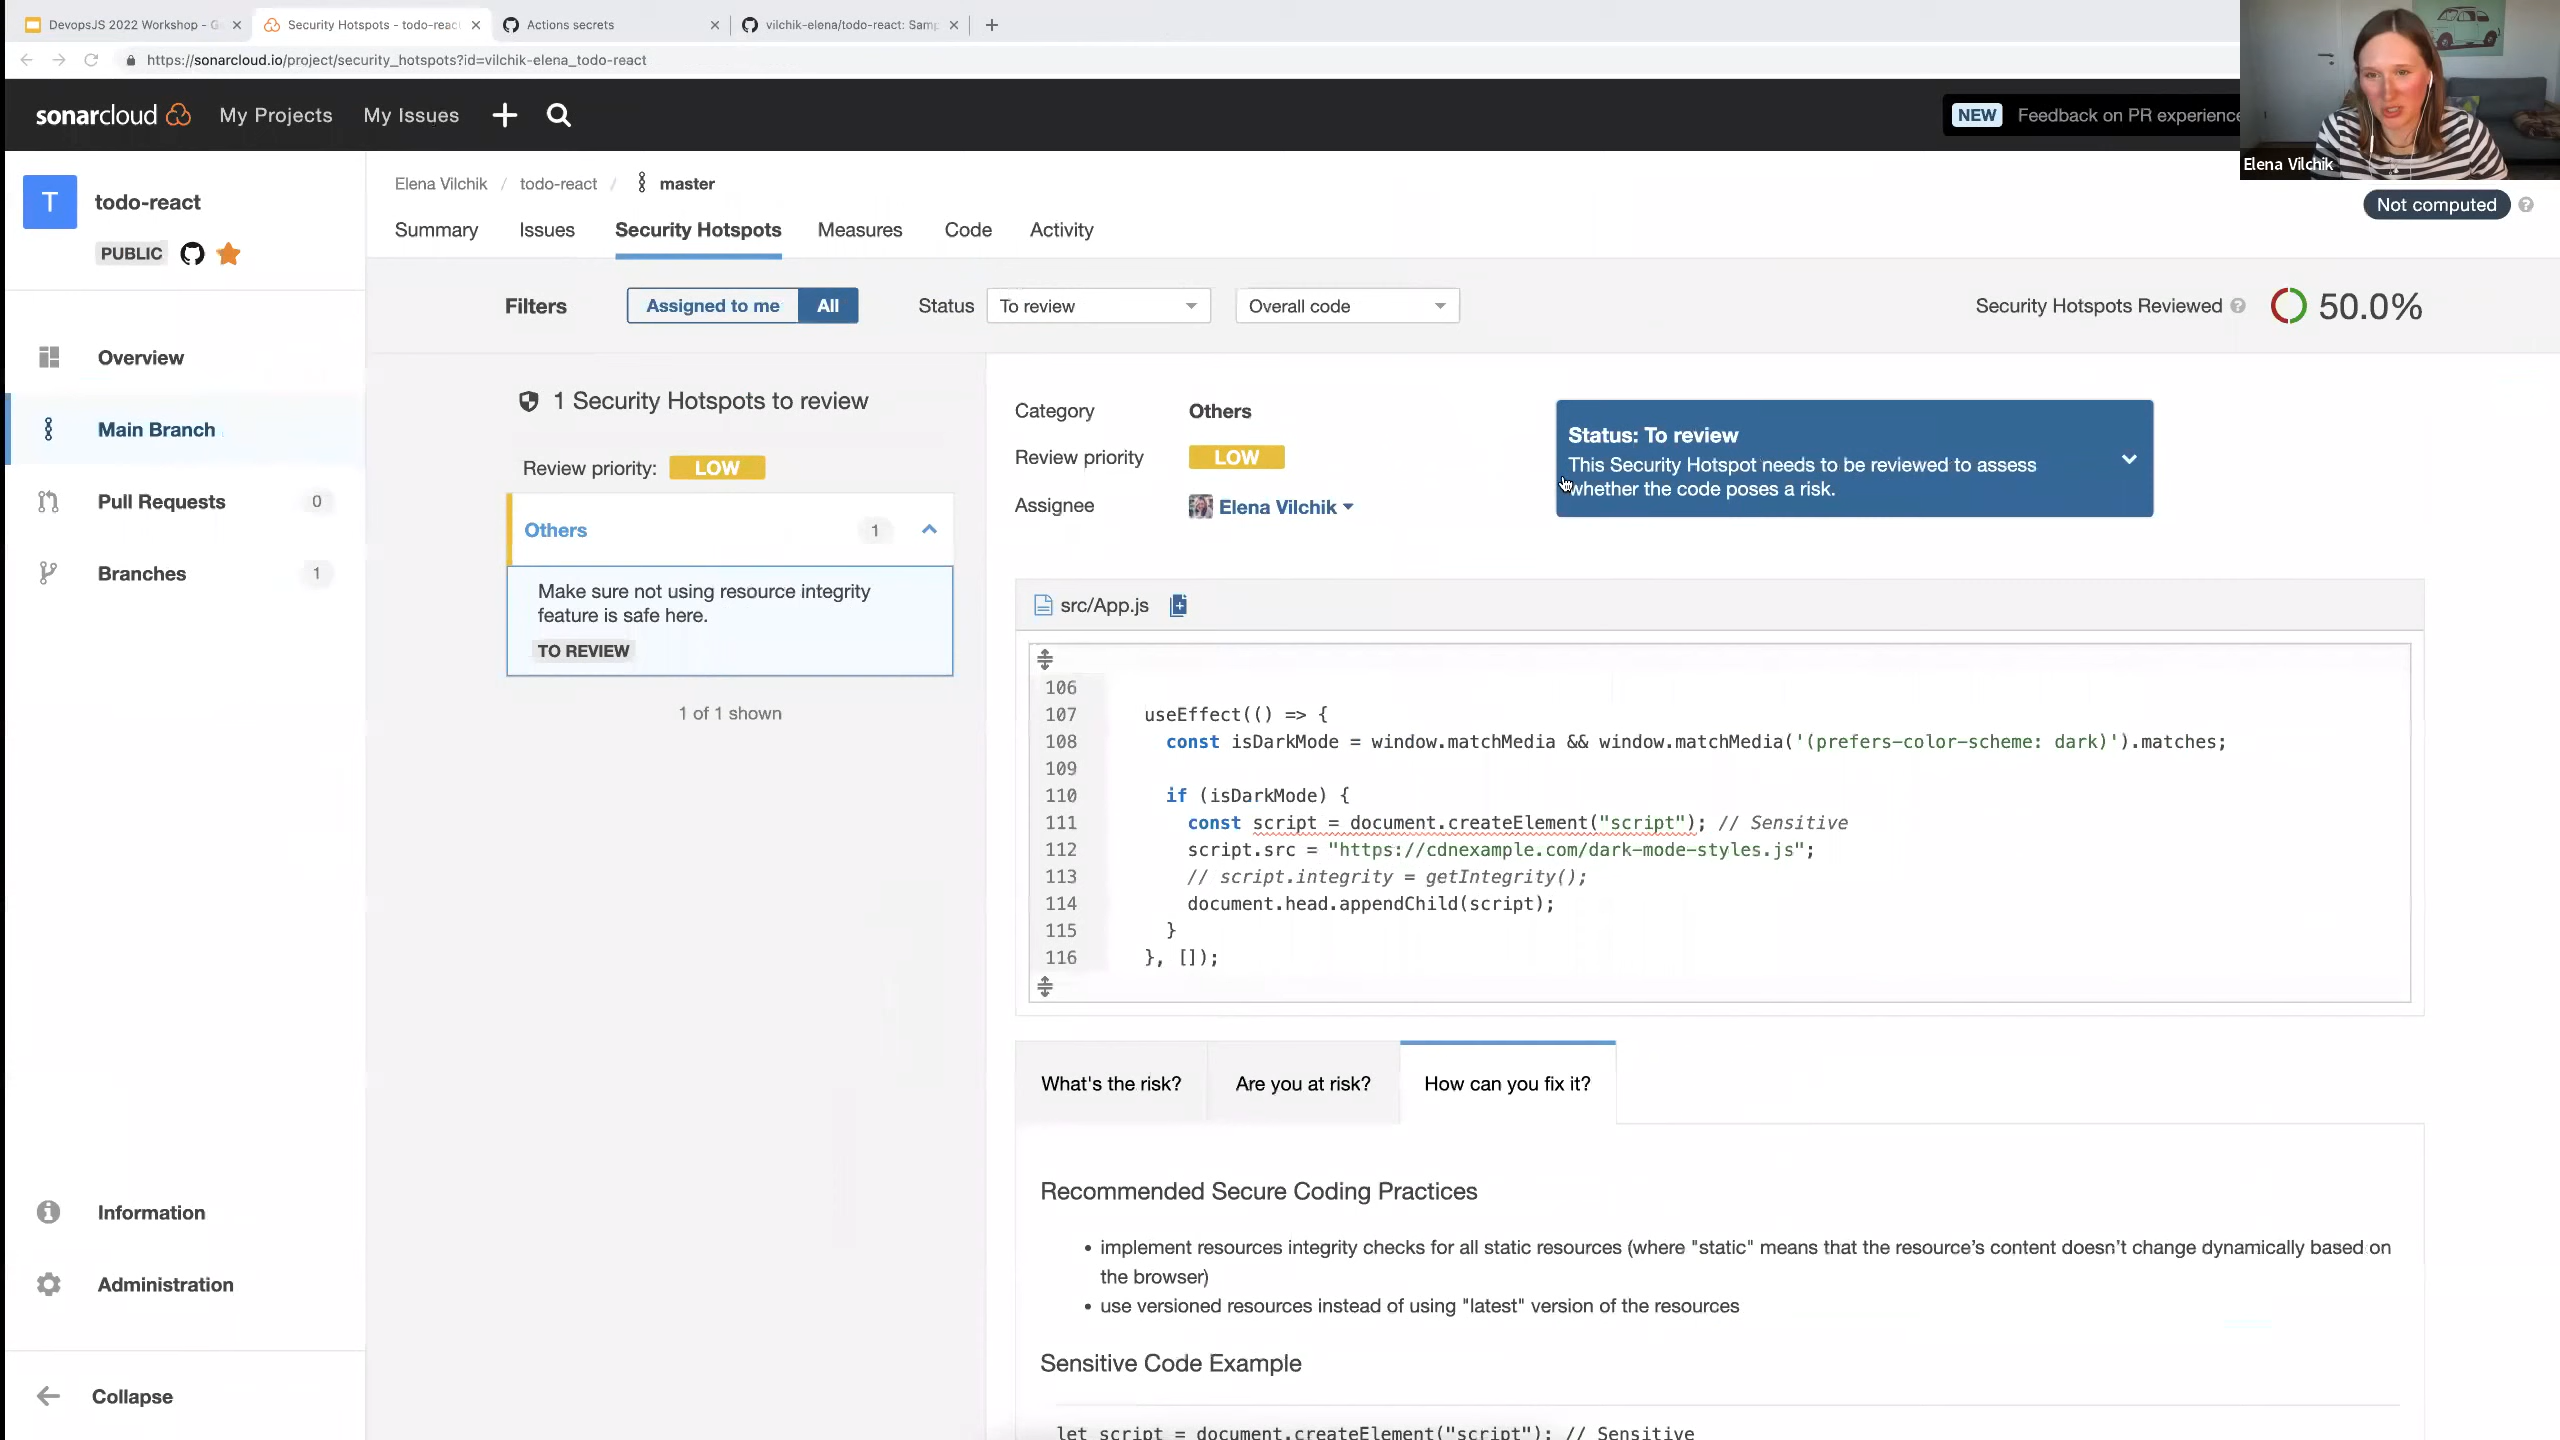 DevopsJS 2022 Workshop - G
Security Hotspots - todo-reac
Actions secrets
vilchik-elena/todo-react: Samp
https://sonarcloud.io/project/security_hotspots?id=vilchik-elena_todo-react
sonarcloud
My Projects
My Issues
NEW
Feedback on PR experience
Elena Vilchik
T
todo-react
PUBLIC
Overview
Main Branch
Pull Requests 0
Branches 1
Information
Administration
Collapse
Elena Vilchik / todo-react / master
Not computed
Summary
Issues
Security Hotspots
Measures
Code
Activity
Filters
Assigned to me
All
Status
To review
Overall code
Security Hotspots Reviewed
50.0%
1 Security Hotspots to review
Review priority: LOW
Others 1
Make sure not using resource integrity
feature is safe here.
TO REVIEW
1 of 1 shown
Category Others
Review priority LOW
Assignee Elena Vilchik
Status: To review
This Security Hotspot needs to be reviewed to assess
whether the code poses a risk.
src/App.js
106
107 useEffect(() => {
108 const isDarkMode = window.matchMedia && window.matchMedia('(prefers-color-scheme: dark)').matches;
109
110 if (isDarkMode) {
111 const script = document.createElement("script"); // Sensitive
112 script.src = "https://cdnexample.com/dark-mode-styles.js";
113 // script.integrity = getIntegrity();
114 document.head.appendChild(script);
115 }
116 }, []);
What's the risk?
Are you at risk?
How can you fix it?
Recommended Secure Coding Practices
• implement resources integrity checks for all static resources (where "static" means that the resource's content doesn't change dynamically based on
the browser)
• use versioned resources instead of using "latest" version of the resources
Sensitive Code Example
let script = document.createElement("script"); // Sensitive